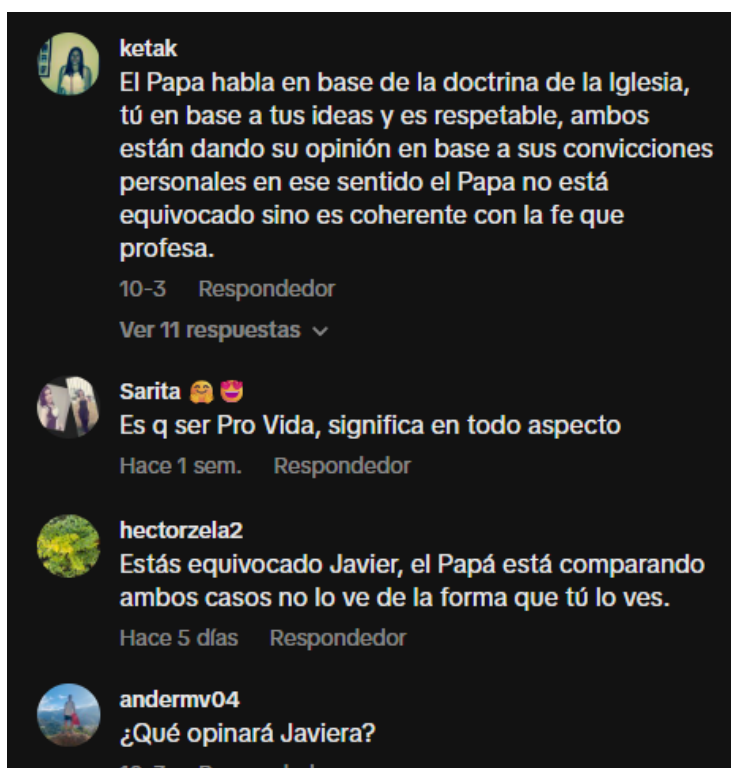 ketak
El Papa habla en base de la doctrina de la Iglesia,
tú en base a tus ideas y es respetable, ambos
están dando su opinión en base a sus convicciones
personales en ese sentido el Papa no está
equivocado sino es coherente con la fe que
profesa.
10-3 Respondedor
Ver 11 respuestas
Sarita 🤗😍
Es q ser Pro Vida, significa en todo aspecto
Hace 1 sem. Respondedor
hectorzela2
Estás equivocado Javier, el Papá está comparando
ambos casos no lo ve de la forma que tú lo ves.
Hace 5 días Respondedor
andermv04
¿Qué opinará Javiera?